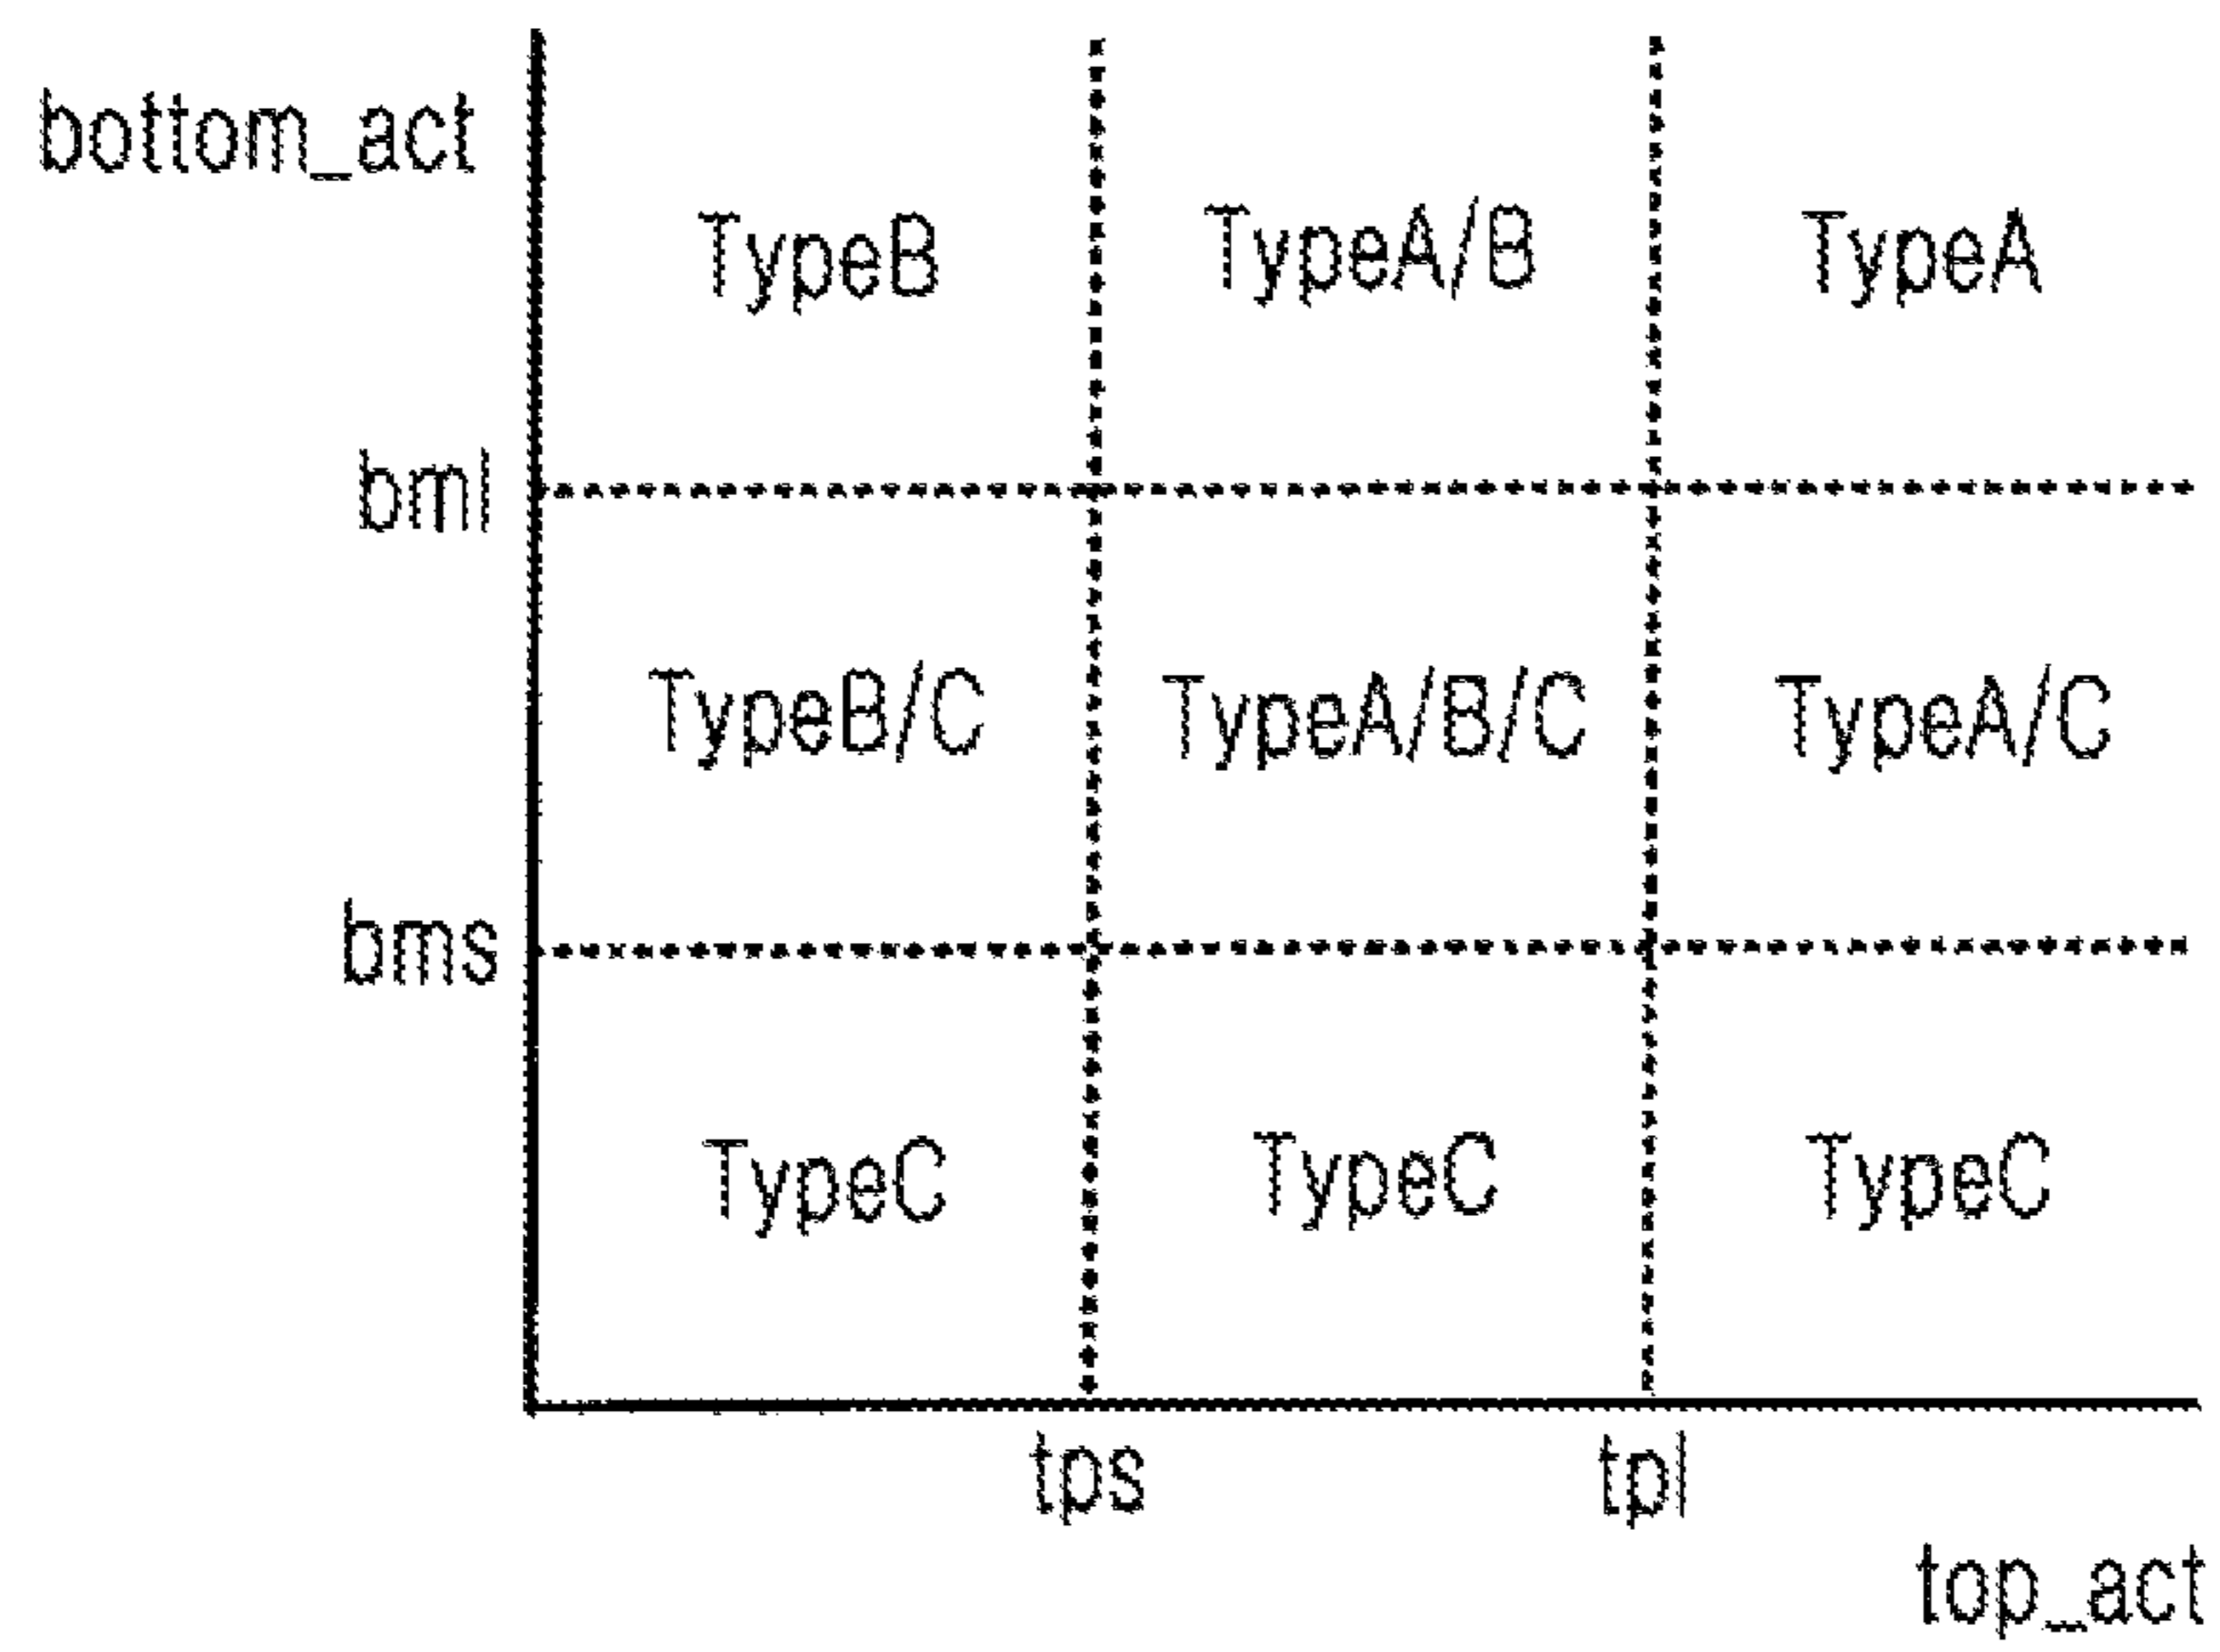 bottom_act
TypeB TypeA/B TypeA
bml
TypeB/C TypeA/B/C TypeA/C
bms
TypeC TypeC TypeC
tps tpl
top_act